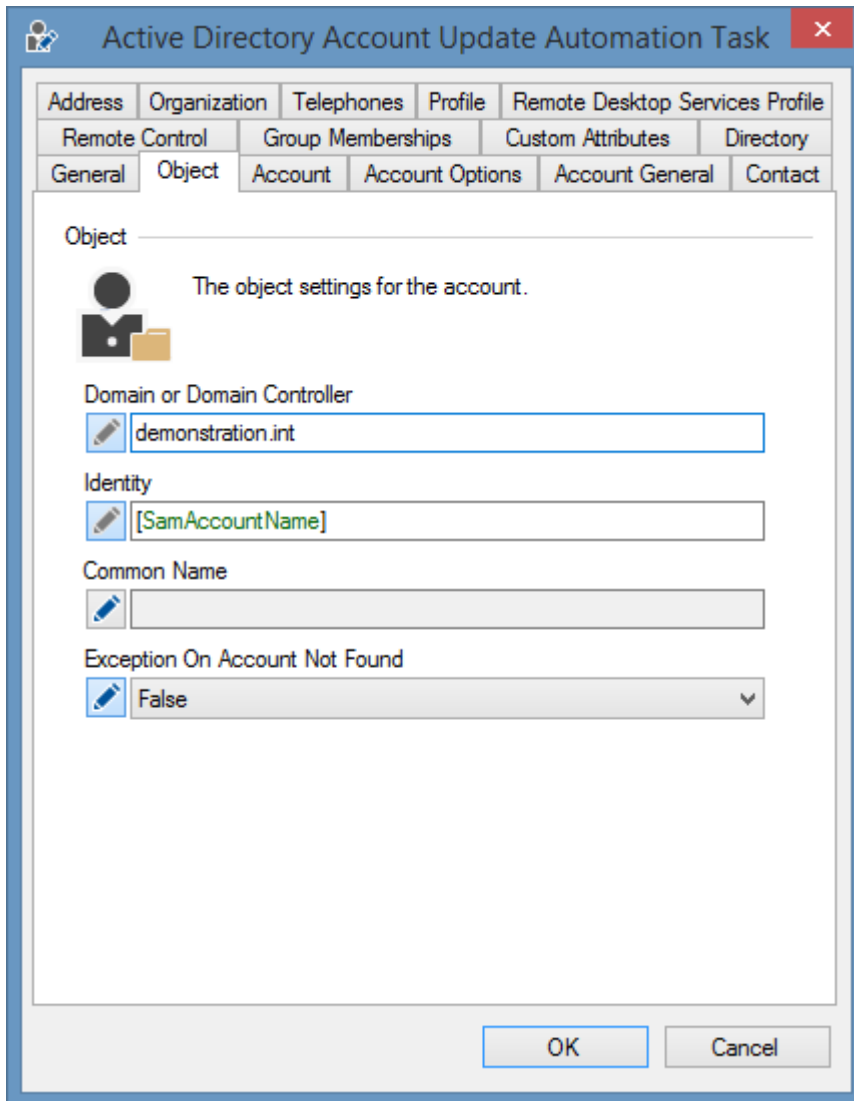 Active Directory Account Update Automation Task
Address Organization Telephones Profile Remote Desktop Services Profile
Remote Control Group Memberships Custom Attributes Directory
General Object Account Account Options Account General Contact
Object
The object settings for the account.
Domain or Domain Controller
demonstration.int
Identity
[SamAccountName]
Common Name
Exception On Account Not Found
False
OK Cancel